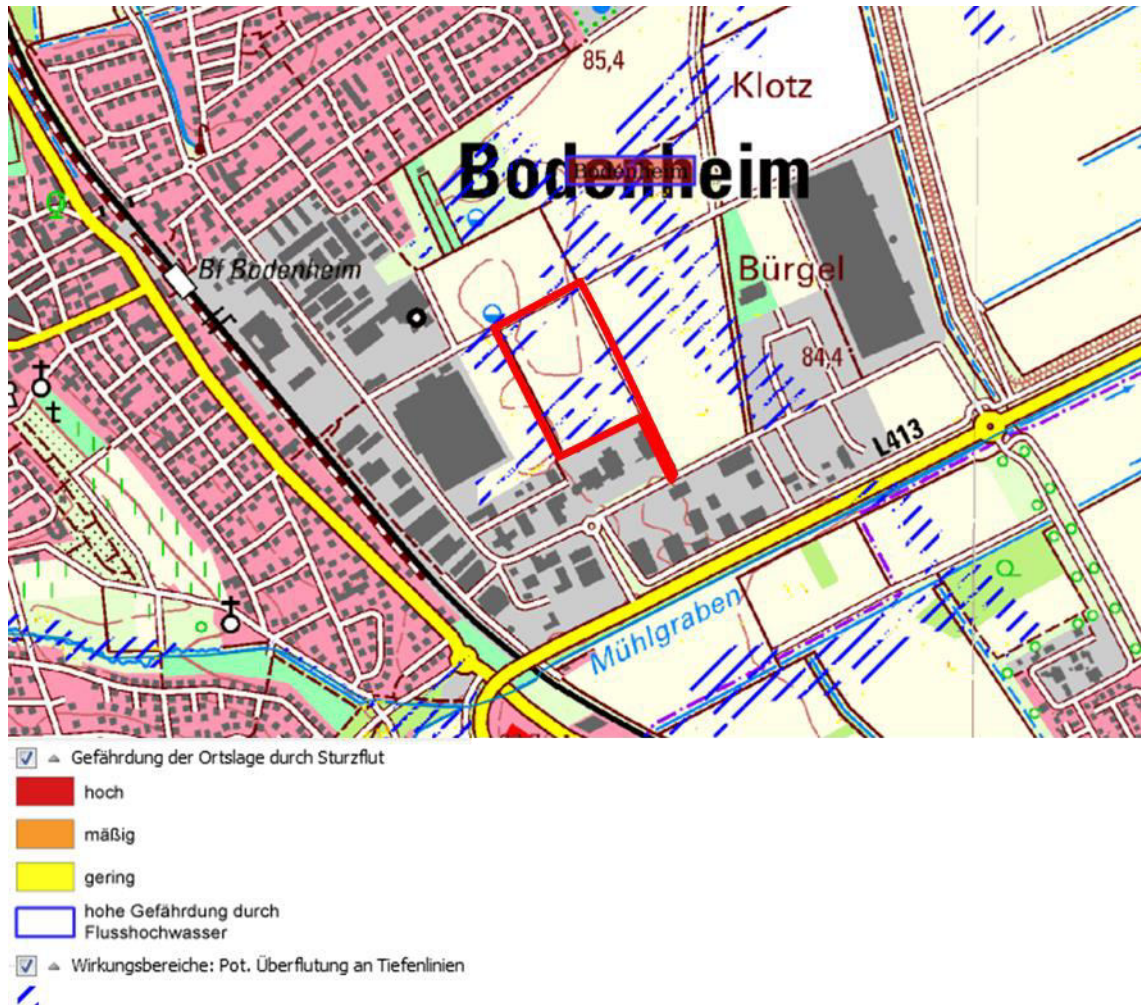 85,4
Klotz
Bodenheim
Bodenheim
Bf Bodenheim
Bürgel
84,4
L413
Mühlgraben
Gefährdung der Ortslage durch Sturzflut
hoch
mäßig
gering
hohe Gefährdung durch
Flusshochwasser
Wirkungsbereiche: Pot. Überflutung an Tiefenlinien